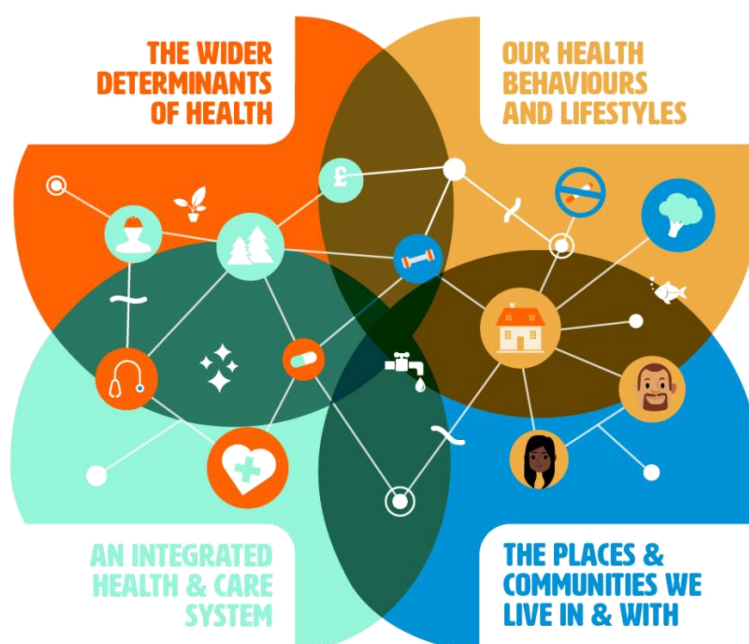 THE WIDER
DETERMINANTS
OF HEALTH
OUR HEALTH
BEHAVIOURS
AND LIFESTYLES
£
AN INTEGRATED
HEALTH & CARE
SYSTEM
THE PLACES &
COMMUNITIES WE
LIVE IN & WITH